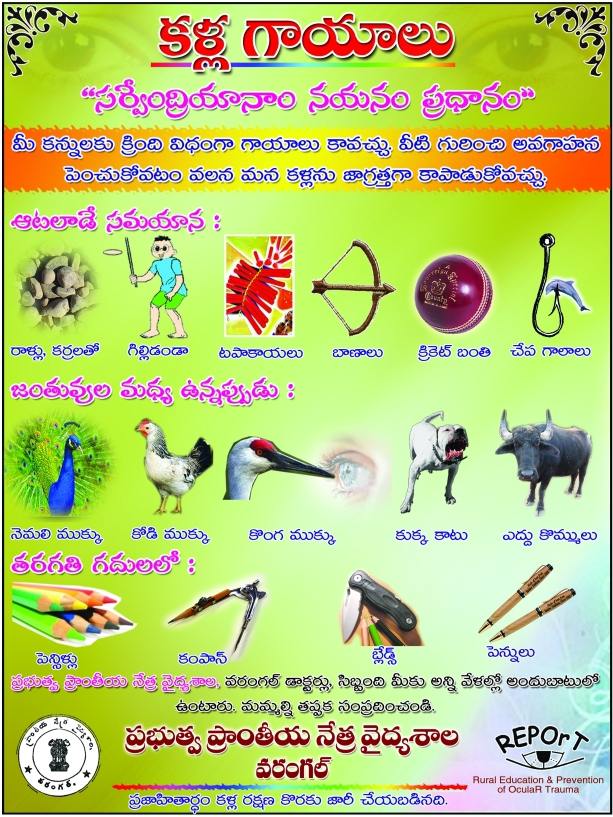 కళ్ల గాయాలు
“సర్వేంద్రియానాం నయనం ప్రధానం”
మీ కన్నులకు క్రింది విధంగా గాయాలు కావచ్చు. వీటి గురించి అవగాహన
పెంచుకోవటం వలన మన కళ్లను జాగ్రత్తగా కాపాడుకోవచ్చు.
ఆటలాడే సమయాన :
రాళ్లు, కర్రలతో గిల్లిడండా టపాకాయలు బాణాలు క్రికెట్ బంతి చేప గాలాలు
జంతువుల మధ్య ఉన్నప్పుడు :
నెమలి ముక్కు కోడి ముక్కు కొంగ ముక్కు కుక్క కాటు ఎద్దు కొమ్ములు
తరగతి గదులలో :
పెన్సిళ్లు కంపాస్ బ్లేడ్స్ పెన్నులు
ప్రభుత్వ ప్రాంతీయ నేత్ర వైద్యశాల, వరంగల్ డాక్టర్లు, సిబ్బంది మీకు అన్ని వేళల్లో అందుబాటులో
ఉంటారు. మమ్మల్ని తప్పక సంప్రదించండి.
ప్రభుత్వ ప్రాంతీయ నేత్ర వైద్యశాల
వరంగల్
ప్రజాహితార్థం కళ్ల రక్షణ కొరకు జారీ చేయబడినది.
వరంగల్
REPOrT
Rural Education & Prevention
of OculaR Trauma